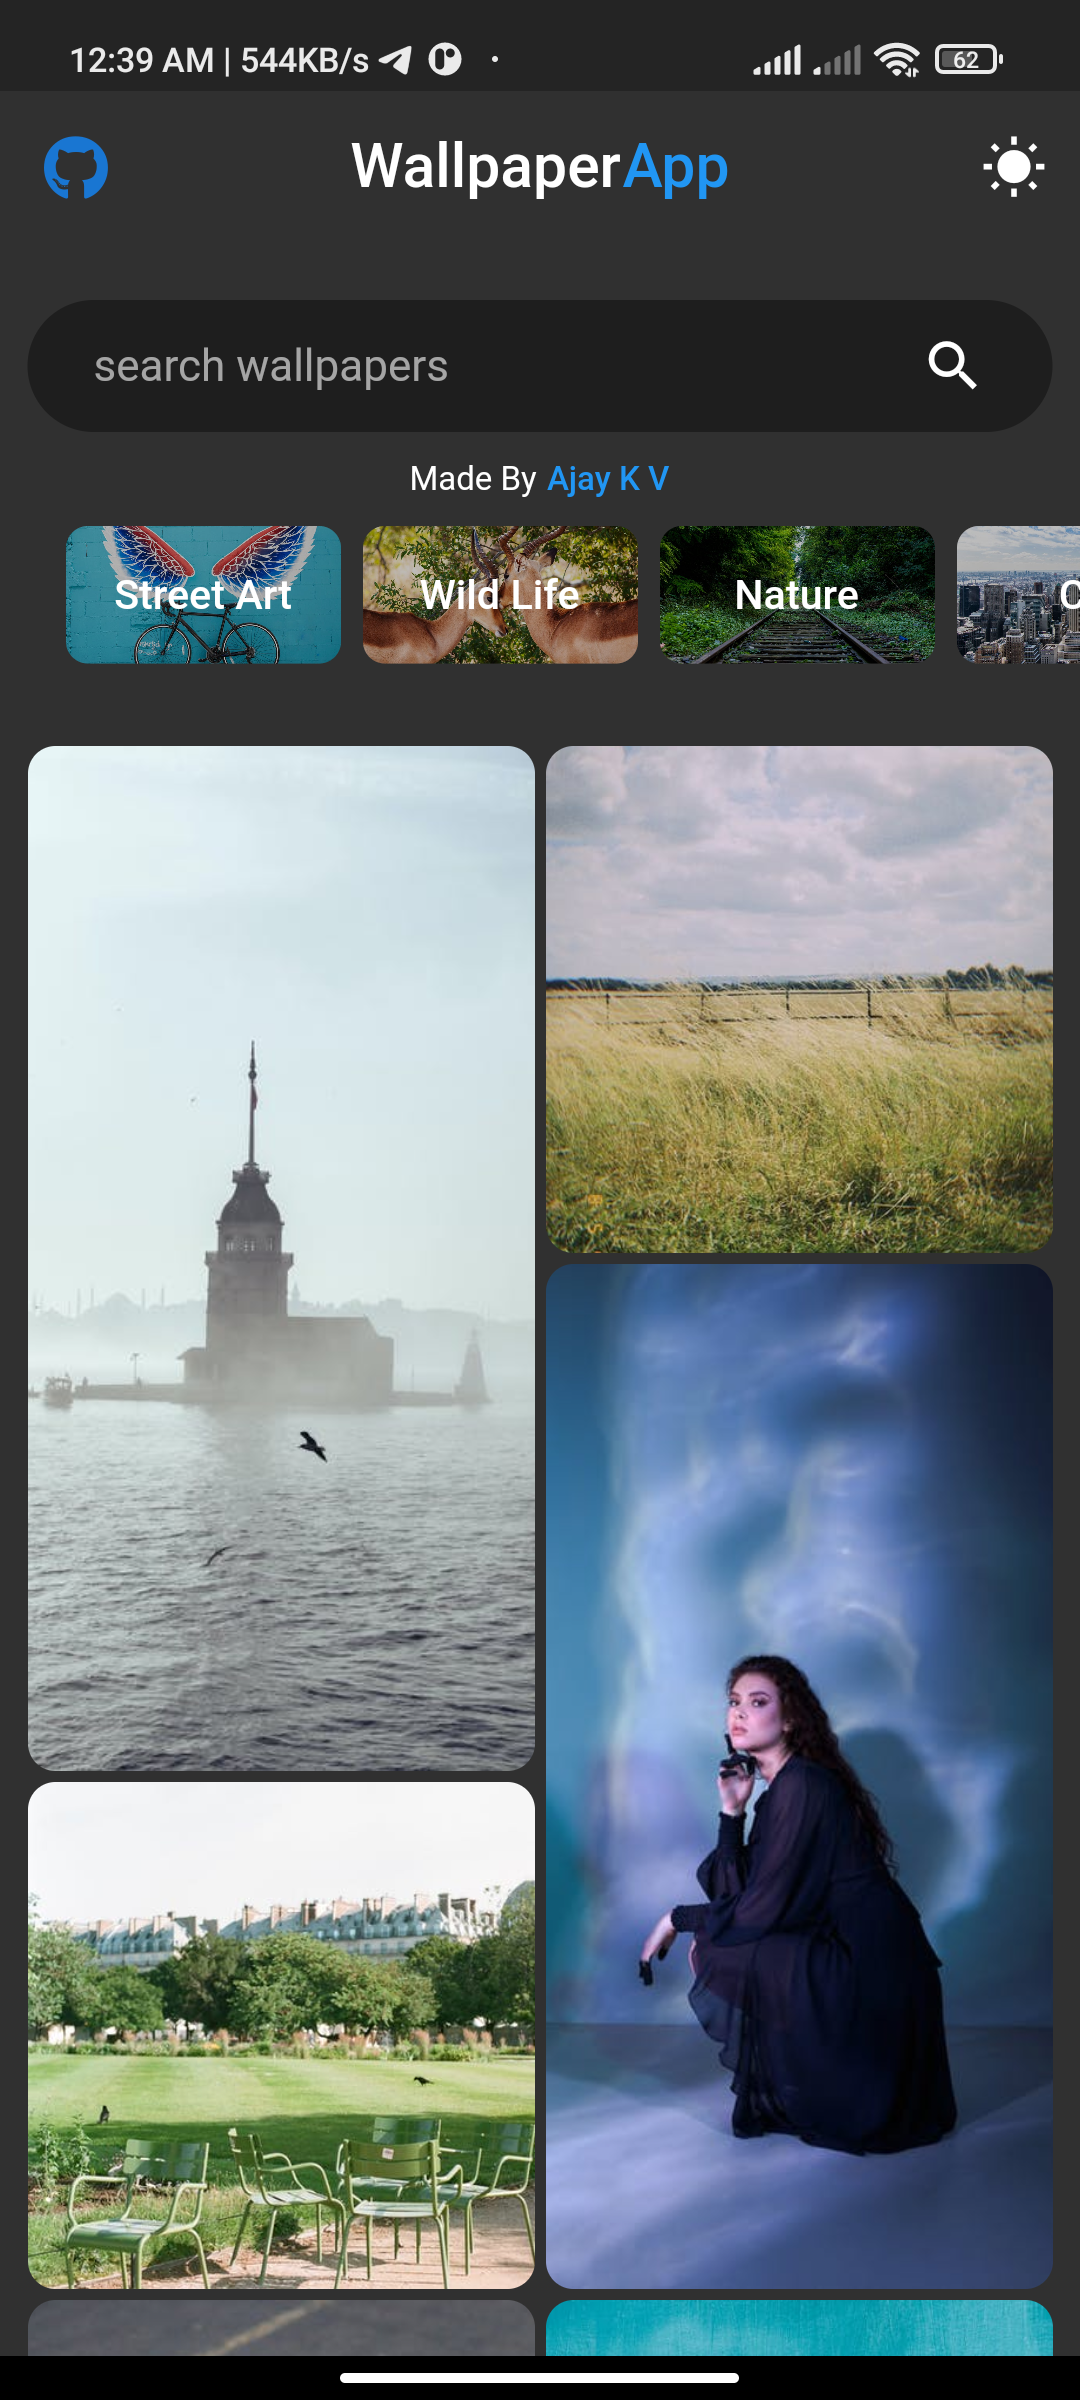 12:39 AM | 544KB/s
62
WallpaperApp
search wallpapers
Made By Ajay K V
Street Art
Wild Life
Nature
C